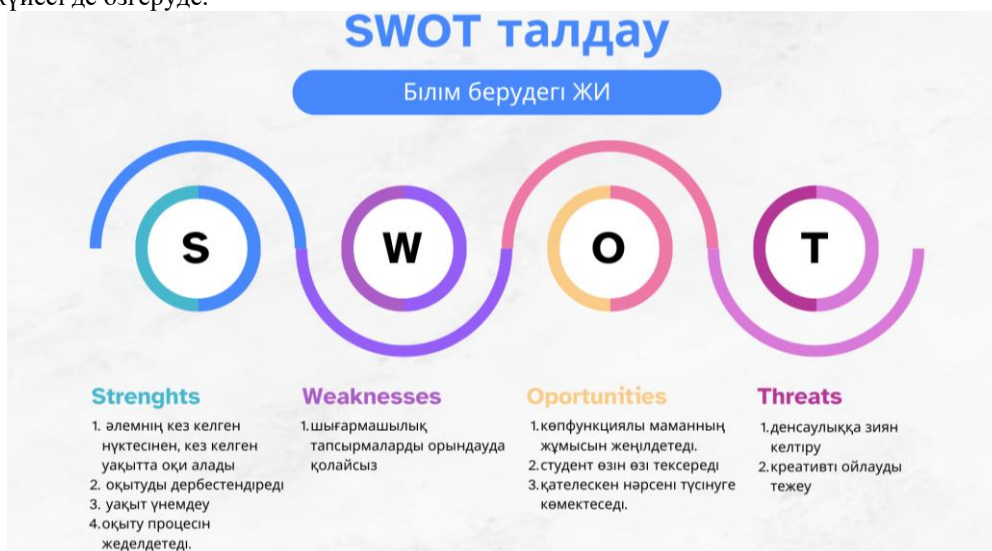 де өзгеруде.
SWOT талдау
Білім берудегі ЖИ
S
W
O
T
Strenghts
1. әлемнің кез келген
нүктесінен, кез келген
уақытта оқи алады
2. оқытуды дербестендіреді
3. уақыт үнемдеу
4.оқыту процесін
жеделдетеді.
Weaknesses
1.шығармашылық
тапсырмаларды орындауда
қолайсыз
Oportunities
1.көпфункциялы маманның
жұмысын жеңілдетеді.
2.студент өзін өзі тексереді
3.қателескен нәрсені түсінуге
көмектеседі.
Threats
1.денсаулыққа зиян
келтіру
2.креативті ойлауды
тежеу